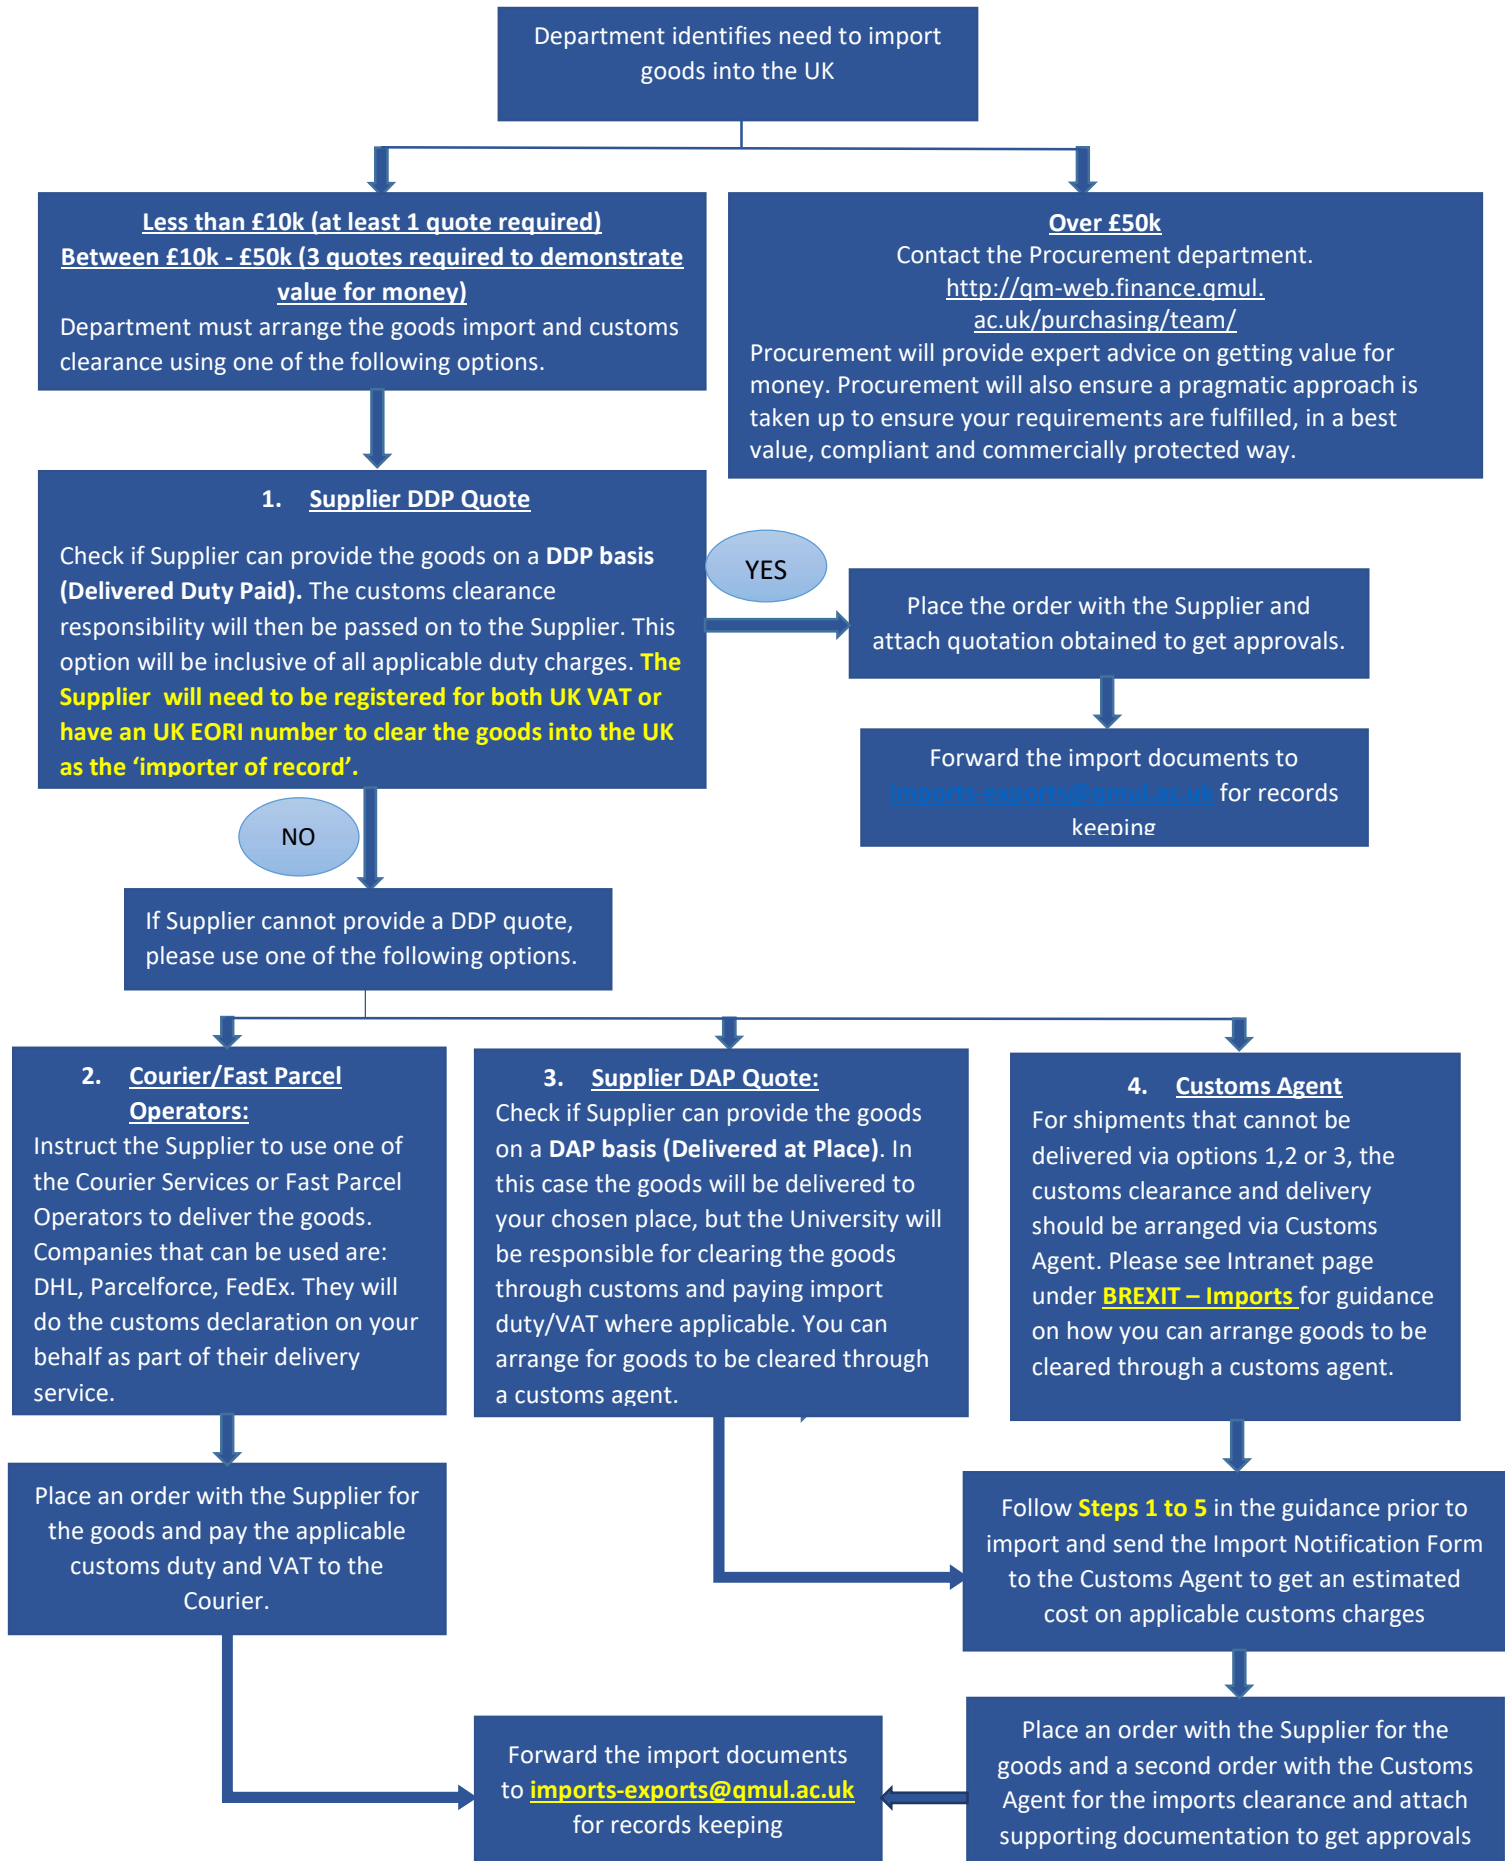 Department identifies need to import
goods into the UK
Less than £10k (at least 1 quote required)
Between £10k - £50k (3 quotes required to demonstrate
value for money)
Department must arrange the goods import and customs
clearance using one of the following options.
Over £50k
Contact the Procurement department.
http://qm-web.finance.qmul.
ac.uk/purchasing/team/
Procurement will provide expert advice on getting value for
money. Procurement will also ensure a pragmatic approach is
taken up to ensure your requirements are fulfilled, in a best
value, compliant and commercially protected way.
1. Supplier DDP Quote
Check if Supplier can provide the goods on a DDP basis
(Delivered Duty Paid). The customs clearance
responsibility will then be passed on to the Supplier. This
option will be inclusive of all applicable duty charges. The
Supplier will need to be registered for both UK VAT or
have an UK EORI number to clear the goods into the UK
as the ‘importer of record’.
YES
Place the order with the Supplier and
attach quotation obtained to get approvals.
Forward the import documents to
imports-exports@qmul.ac.uk for records
keeping
NO
If Supplier cannot provide a DDP quote,
please use one of the following options.
2. Courier/Fast Parcel
Operators:
Instruct the Supplier to use one of
the Courier Services or Fast Parcel
Operators to deliver the goods.
Companies that can be used are:
DHL, Parcelforce, FedEx. They will
do the customs declaration on your
behalf as part of their delivery
service.
3. Supplier DAP Quote:
Check if Supplier can provide the goods
on a DAP basis (Delivered at Place). In
this case the goods will be delivered to
your chosen place, but the University will
be responsible for clearing the goods
through customs and paying import
duty/VAT where applicable. You can
arrange for goods to be cleared through
a customs agent.
4. Customs Agent
For shipments that cannot be
delivered via options 1,2 or 3, the
customs clearance and delivery
should be arranged via Customs
Agent. Please see Intranet page
under BREXIT – Imports for guidance
on how you can arrange goods to be
cleared through a customs agent.
Place an order with the Supplier for
the goods and pay the applicable
customs duty and VAT to the
Courier.
Follow Steps 1 to 5 in the guidance prior to
import and send the Import Notification Form
to the Customs Agent to get an estimated
cost on applicable customs charges
Forward the import documents
to imports-exports@qmul.ac.uk
for records keeping
Place an order with the Supplier for the
goods and a second order with the Customs
Agent for the imports clearance and attach
supporting documentation to get approvals